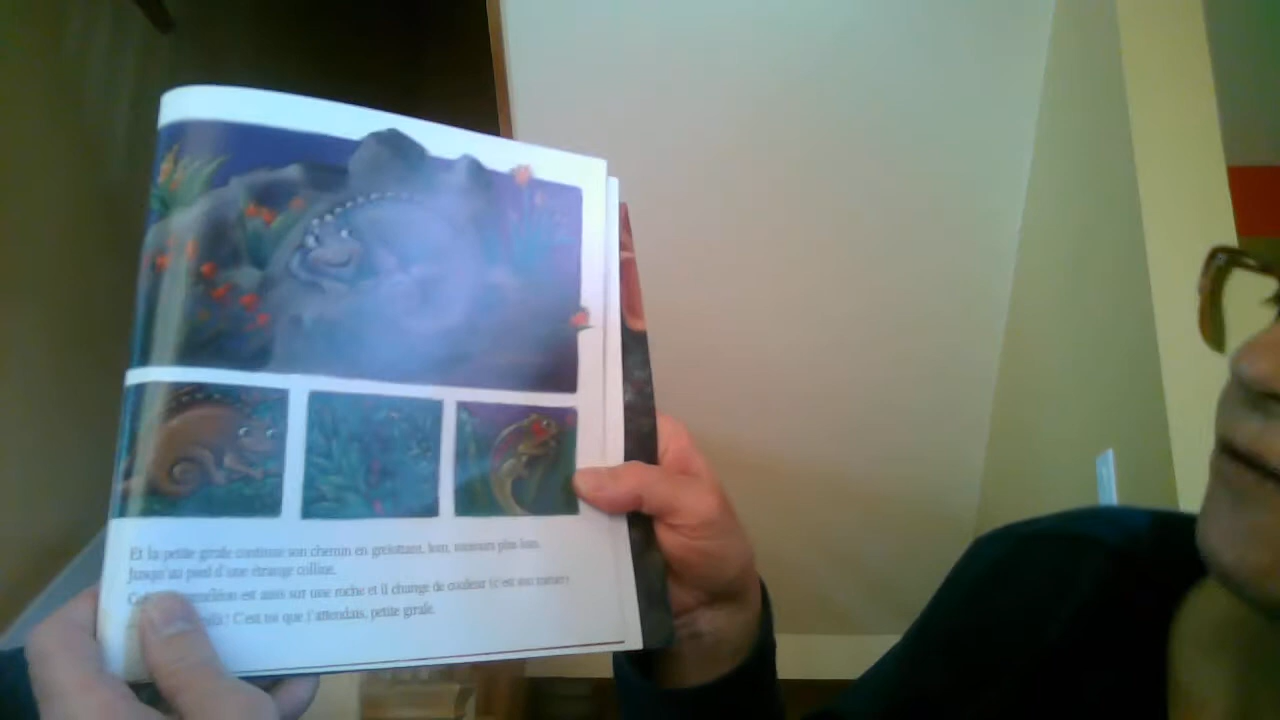 Et la petite girafe continue son chemin en grelottant, loin, toujours plus loin.
Jusqu'au pied d'une étrange colline.
caméléon est assis sur une roche et il change de couleur (c'est son métier)
C'est toi que j'attendais, petite girafe.